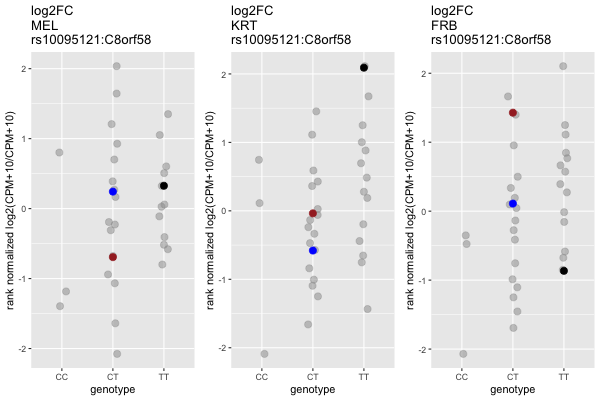 log2FC
MEL
rs10095121:C8orf58
rank normalized log2(CPM+10/CPM+10)
2
1
0
-1
-2
CC
CT
TT
genotype
log2FC
KRT
rs10095121:C8orf58
rank normalized log2(CPM+10/CPM+10)
2
1
0
-1
-2
CC
CT
TT
genotype
log2FC
FRB
rs10095121:C8orf58
rank normalized log2(CPM+10/CPM+10)
2
1
0
-1
-2
CC
CT
TT
genotype